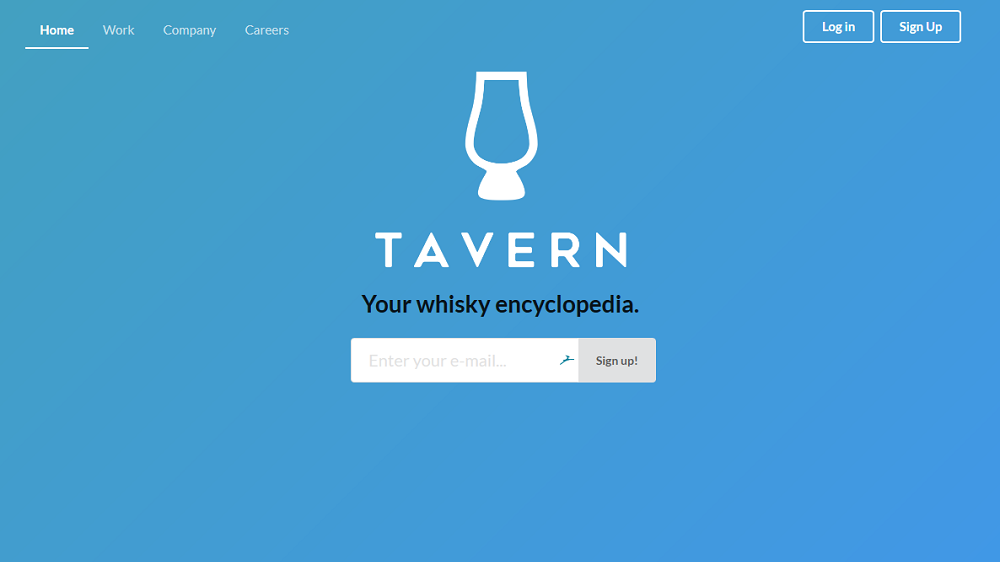 Home Work Company Careers Log in Sign Up
TAVERN
Your whisky encyclopedia.
Enter your e-mail... Sign up!